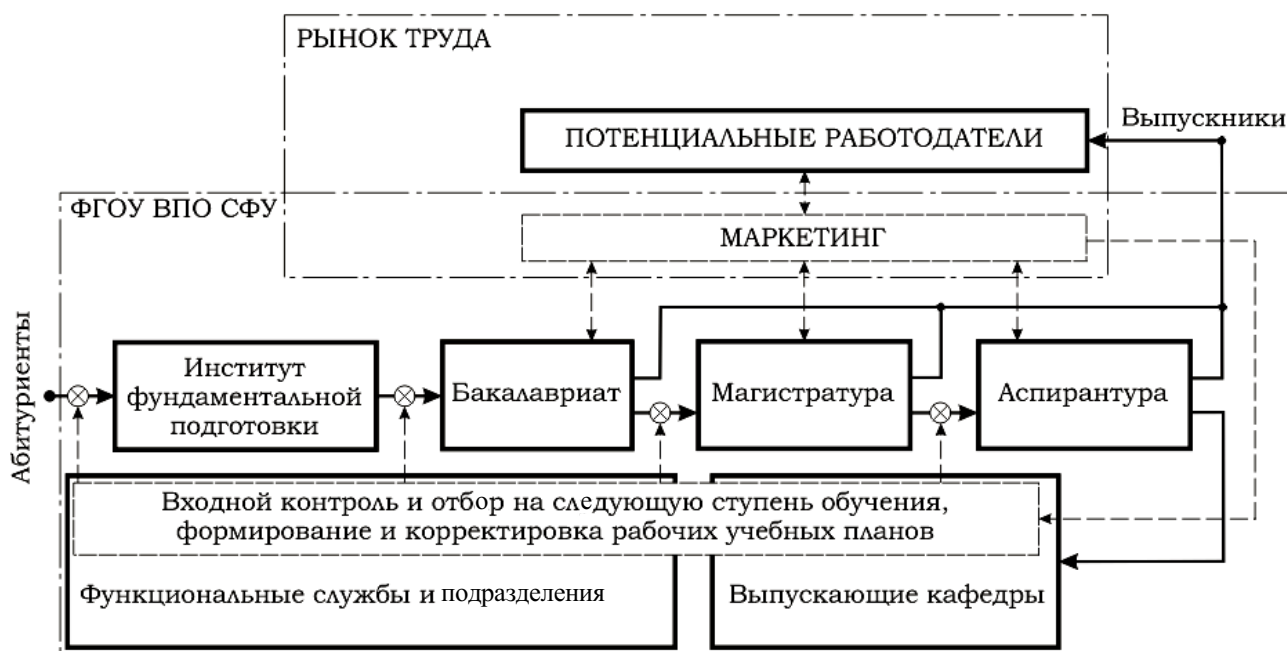 РЫНОК ТРУДА
ПОТЕНЦИАЛЬНЫЕ РАБОТОДАТЕЛИ
Выпускники
ФГОУ ВПО СФУ
МАРКЕТИНГ
Абитуриенты
Институт
фундаментальной
подготовки
Бакалавриат
Магистратура
Аспирантура
Входной контроль и отбор на следующую ступень обучения,
формирование и корректировка рабочих учебных планов
Функциональные службы и подразделения
Выпускающие кафедры